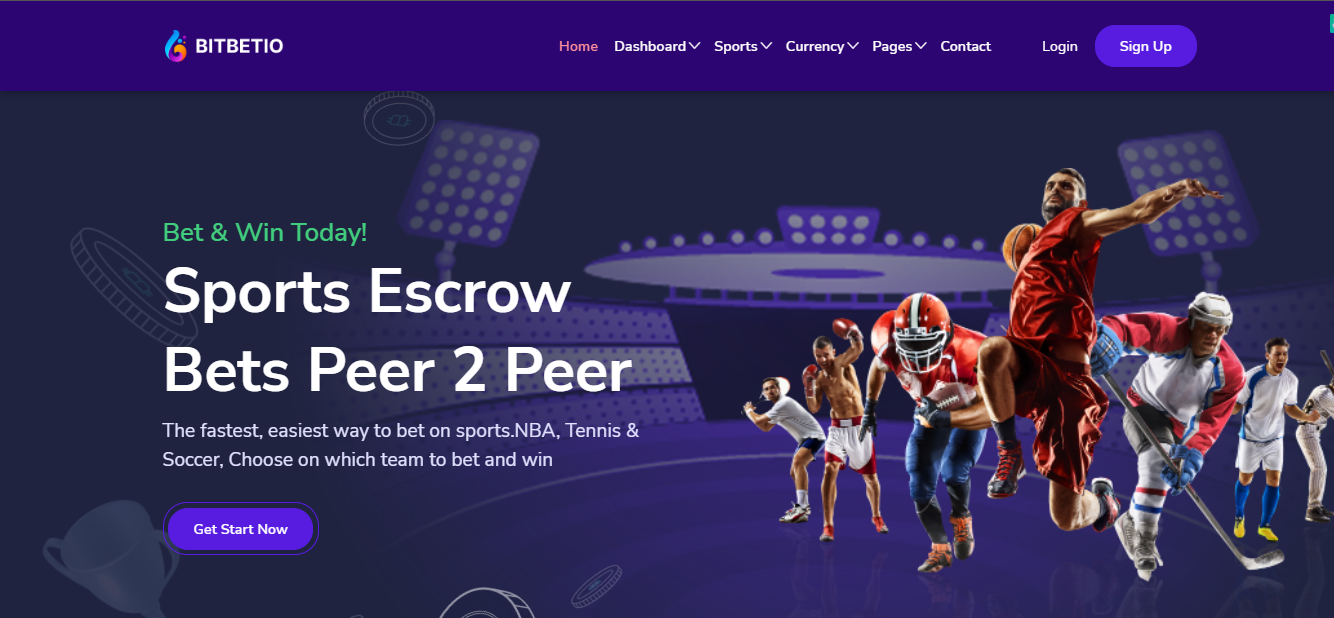 BITBETIO
Home Dashboard Sports Currency Pages Contact Login Sign Up
Bet & Win Today!
Sports Escrow
Bets Peer 2 Peer
The fastest, easiest way to bet on sports.NBA, Tennis &
Soccer, Choose on which team to bet and win
Get Start Now